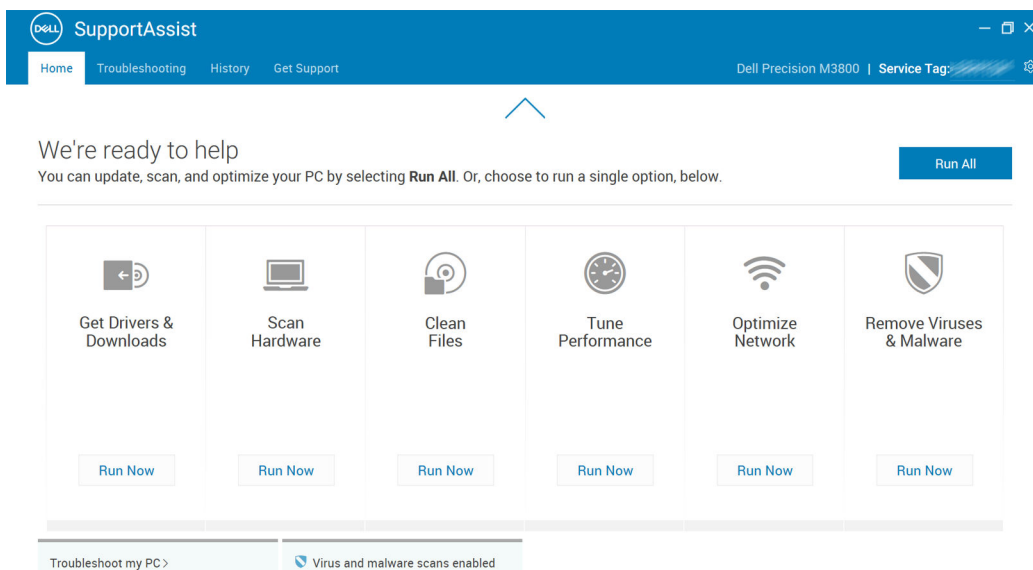 DELL SupportAssist
Home Troubleshooting History Get Support Dell Precision M3800 | Service Tag:
We're ready to help
You can update, scan, and optimize your PC by selecting Run All. Or, choose to run a single option, below.
Run All
Get Drivers &
Downloads
Scan
Hardware
Clean
Files
Tune
Performance
Optimize
Network
Remove Viruses
& Malware
Run Now Run Now Run Now Run Now Run Now Run Now
Troubleshoot my PC > Virus and malware scans enabled